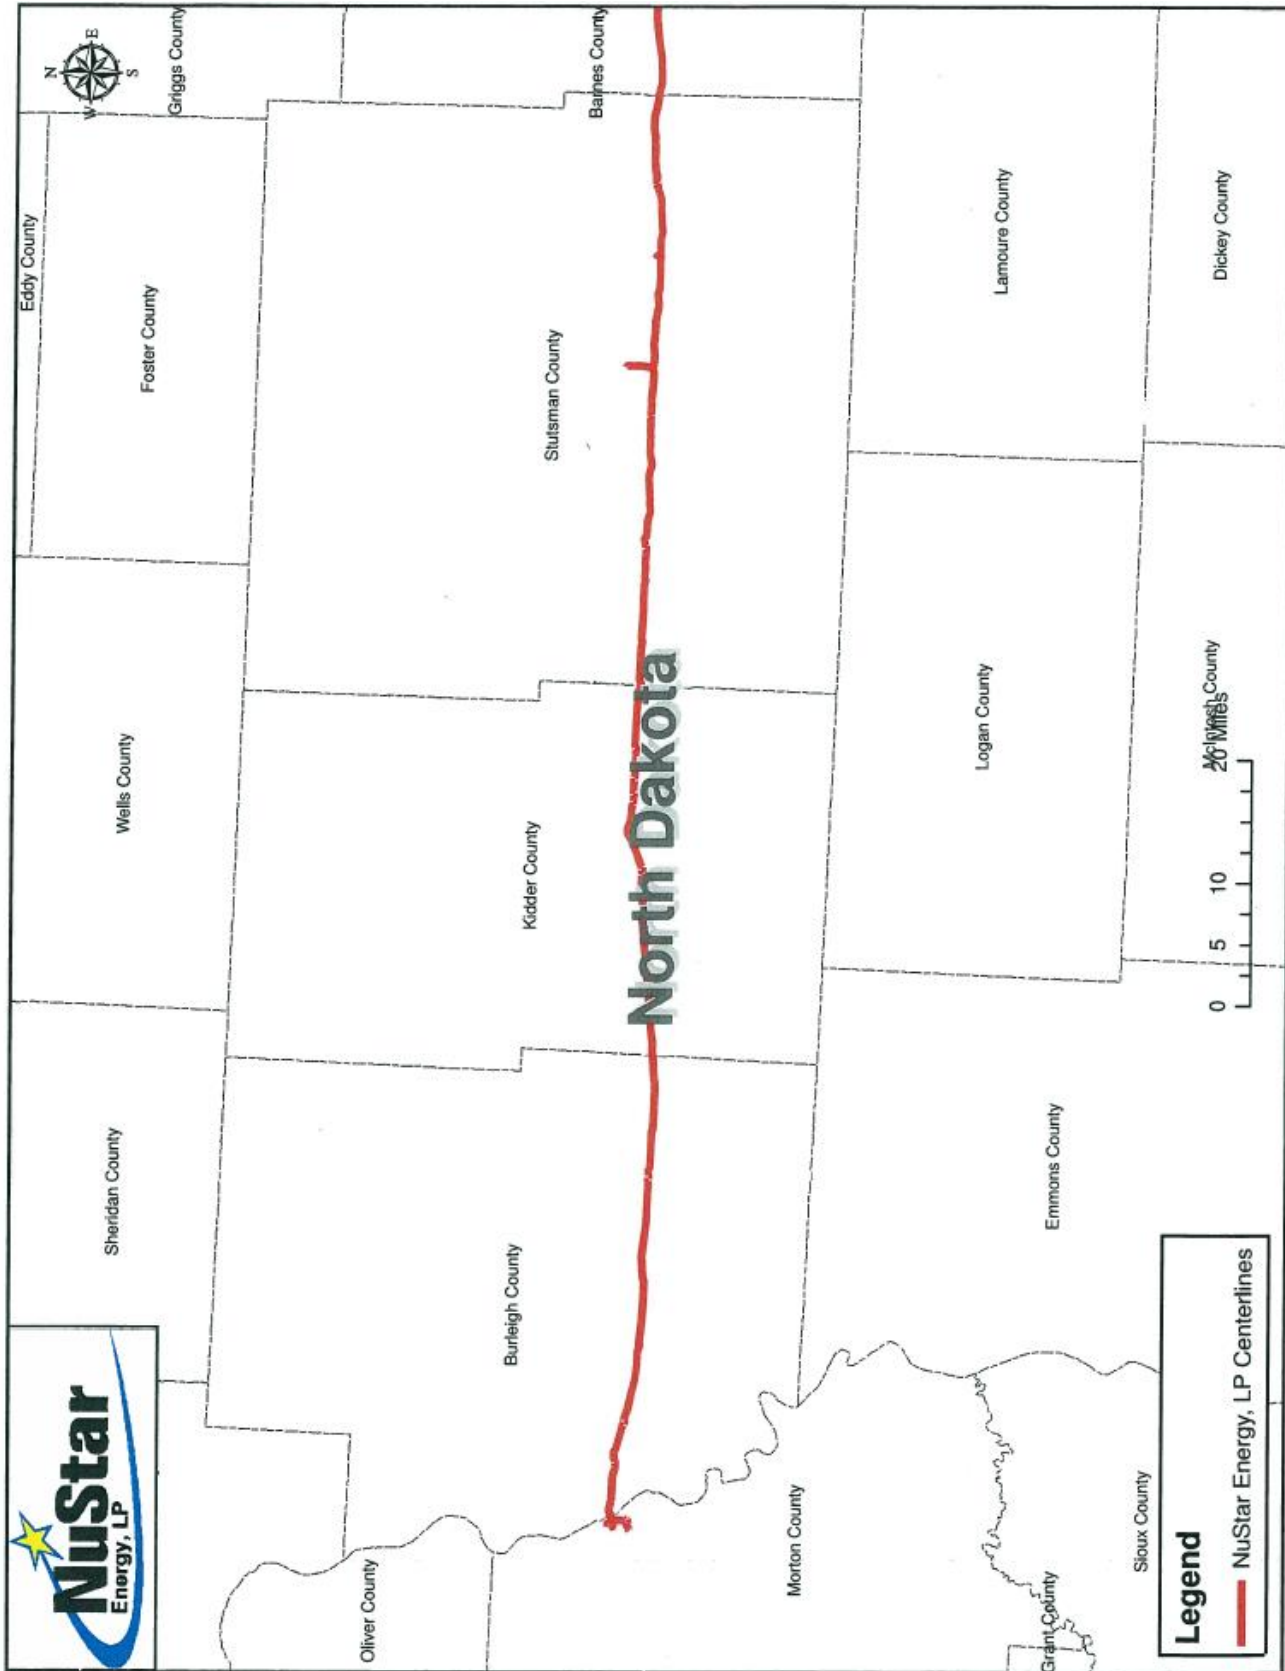 NuStar
Energy, LP
N
W
E
S
Sheridan County
Wells County
Eddy County
Foster County
Griggs County
Oliver County
Burleigh County
Kidder County
Stutsman County
Barnes County
North Dakota
Morton County
Emmons County
Logan County
Lamoure County
Grant County
Sioux County
McIntosh County
Dickey County
0 5 10 20 Miles
Legend
NuStar Energy, LP Centerlines